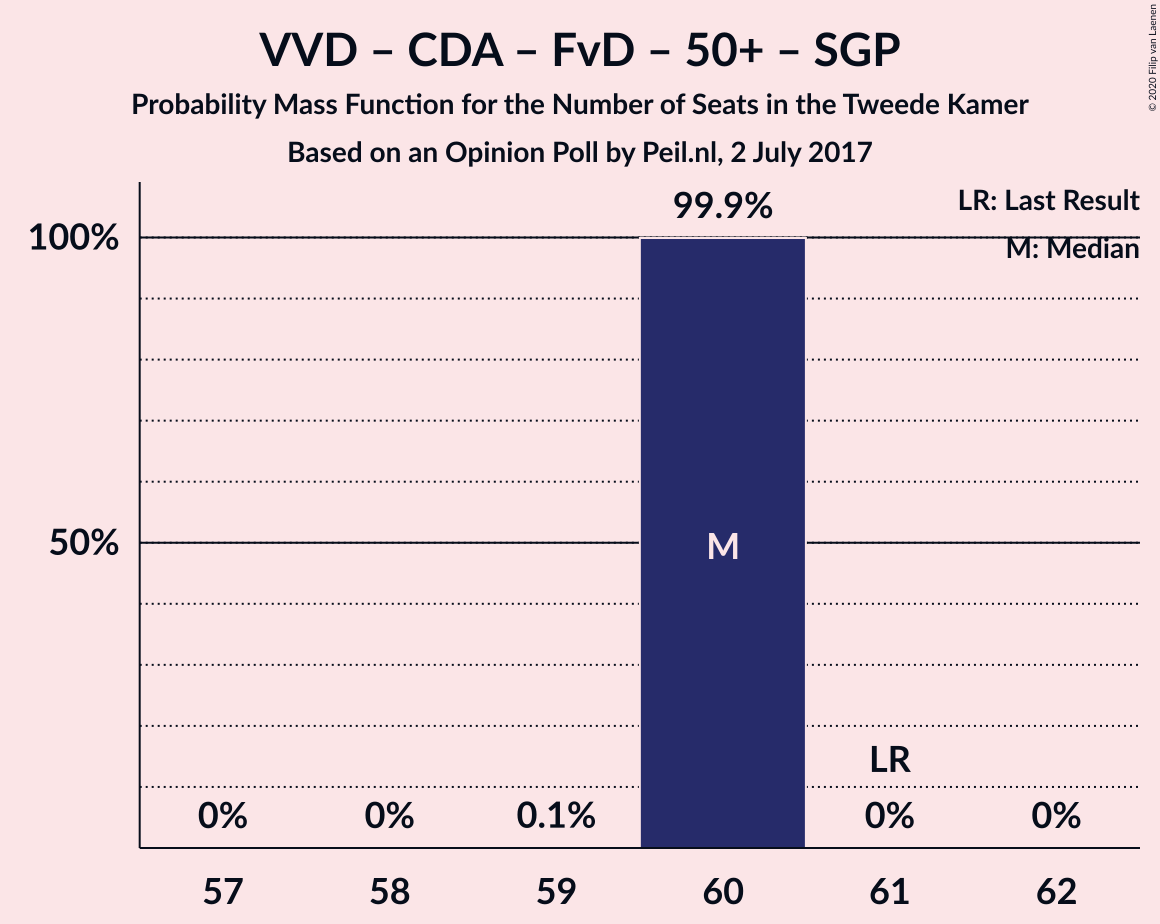 VVD – CDA – FvD – 50+ – SGP
Probability Mass Function for the Number of Seats in the Tweede Kamer
Based on an Opinion Poll by Peil.nl, 2 July 2017
© 2020 Filip van Laenen
LR: Last Result
M: Median
99.9%
100%
50%
M
LR
0% 0% 0.1% 0% 0%
57 58 59 60 61 62